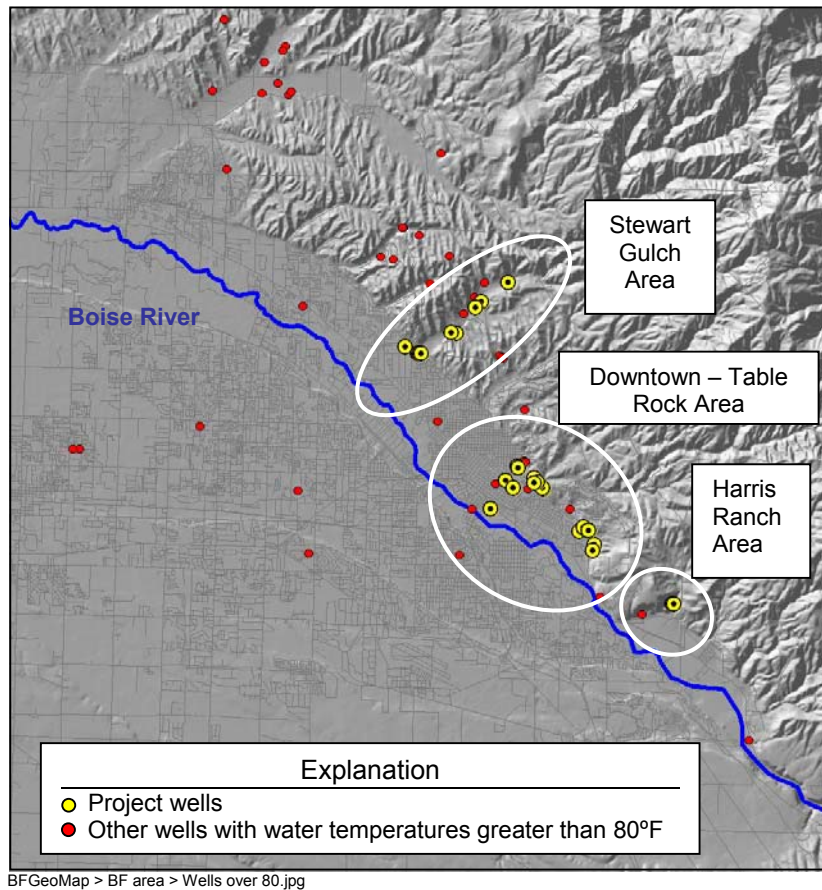 Stewart
Gulch
Area
Boise River
Downtown – Table
Rock Area
Harris
Ranch
Area
Explanation
Project wells
Other wells with water temperatures greater than 80ºF
BFGeoMap > BF area > Wells over 80.jpg